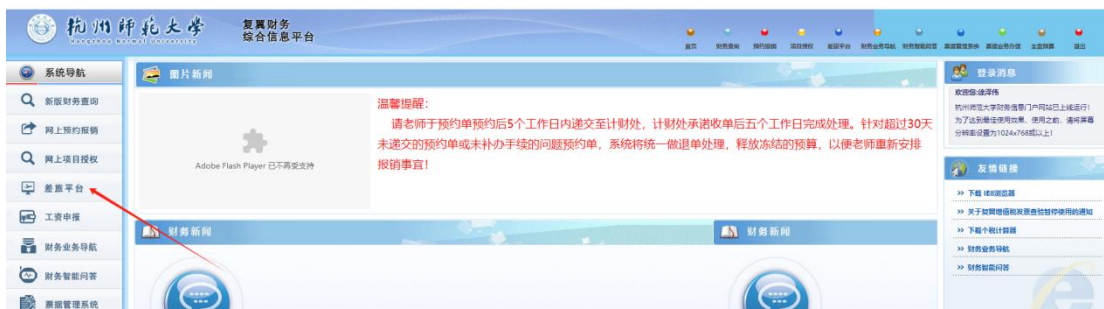 杭州师范大学
Hangzhou Normal University
复翼财务
综合信息平台
首页 财务查询 预约报销 项目授权 差旅平台 财务业务导航 财务智能问答 票据管理系统 票据业务办理 全面预算 退出
系统导航
新版财务查询
网上预约报销
网上项目授权
差旅平台
工资申报
财务业务导航
财务智能问答
票据管理系统
图片新闻
Adobe Flash Player 已不再受支持
温馨提醒：
请老师于预约单预约后5个工作日内递交至计财处，计财处承诺收单后五个工作日完成处理。针对超过30天
未递交的预约单或未补办手续的问题预约单，系统将统一做退单处理，释放冻结的预算，以便老师重新安排
报销事宜！
财务新闻
财务新闻
登录消息
欢迎您:徐泽伟
杭州师范大学财务信息门户网站已上线运行!
为了达到最佳使用效果、使用之前、请将屏幕
分辨率设置为1024x768或以上!
友情链接
>> 下载 IE8浏览器
>> 关于复翼增值税发票查验暂停使用的通知
>> 下载个税计算器
>> 财务业务导航
>> 财务智能问答